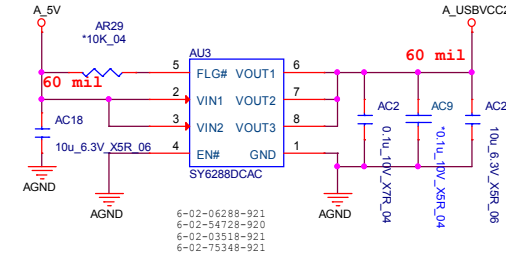 A_5V
A_USBVCC2
AR29
*10K_04
AU3
60 mil
60 mil
5
FLG#
VOUT1
6
2
VIN1
VOUT2
7
3
VIN2
VOUT3
8
4
EN#
GND
1
SY6288DCAC
AC18
10u_6.3V_X5R_06
AC2
0.1u_10V_X7R_04
AC9
*0.1u_10V_X5R_04
AC2
10u_6.3V_X5R_06
AGND
AGND
AGND
6-02-06288-921
6-02-54728-920
6-02-03518-921
6-02-75348-921